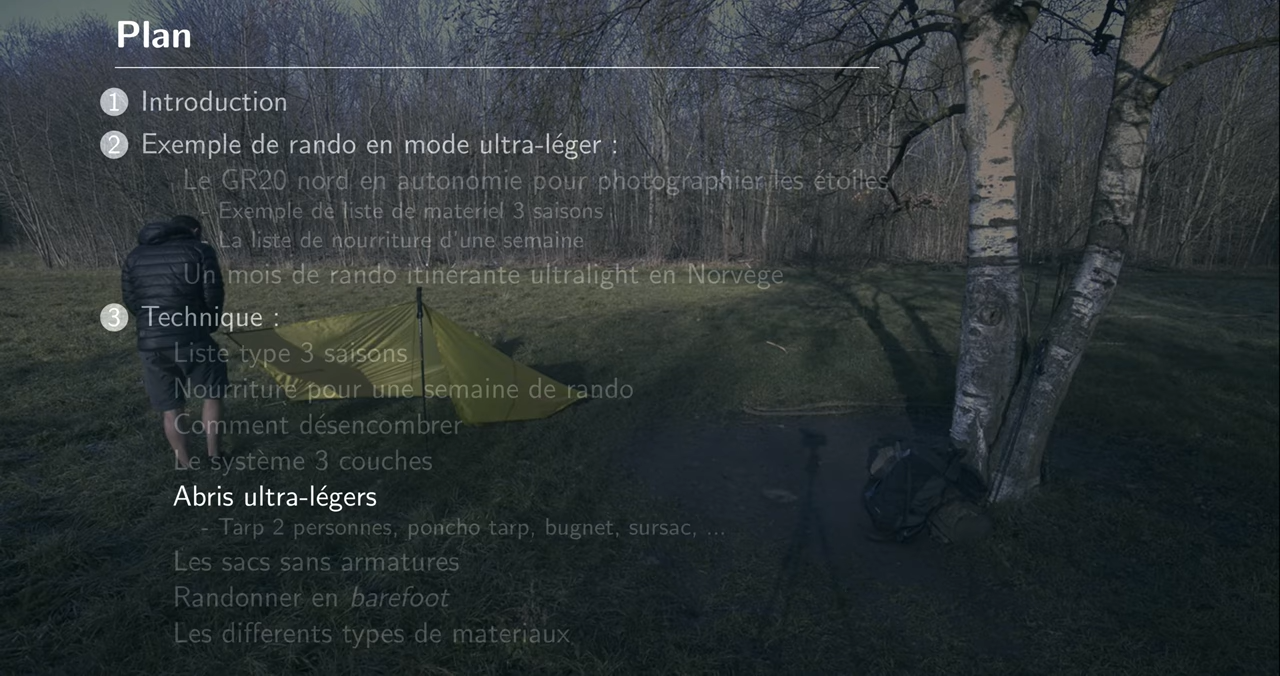 Plan
1 Introduction
2 Exemple de rando en mode ultra-léger :
Le GR20 nord en autonomie pour photographier les étoiles
- Exemple de liste de materiel 3 saisons
- La liste de nourriture d'une semaine
Un mois de rando itinérante ultralight en Norvège
3 Technique :
Liste type 3 saisons
Nourriture pour une semaine de rando
Comment désencombrer
Le système 3 couches
Abris ultra-légers
- Tarp 2 personnes, poncho tarp, bugnet, sursac, ...
Les sacs sans armatures
Randonner en barefoot
Les differents types de materiaux